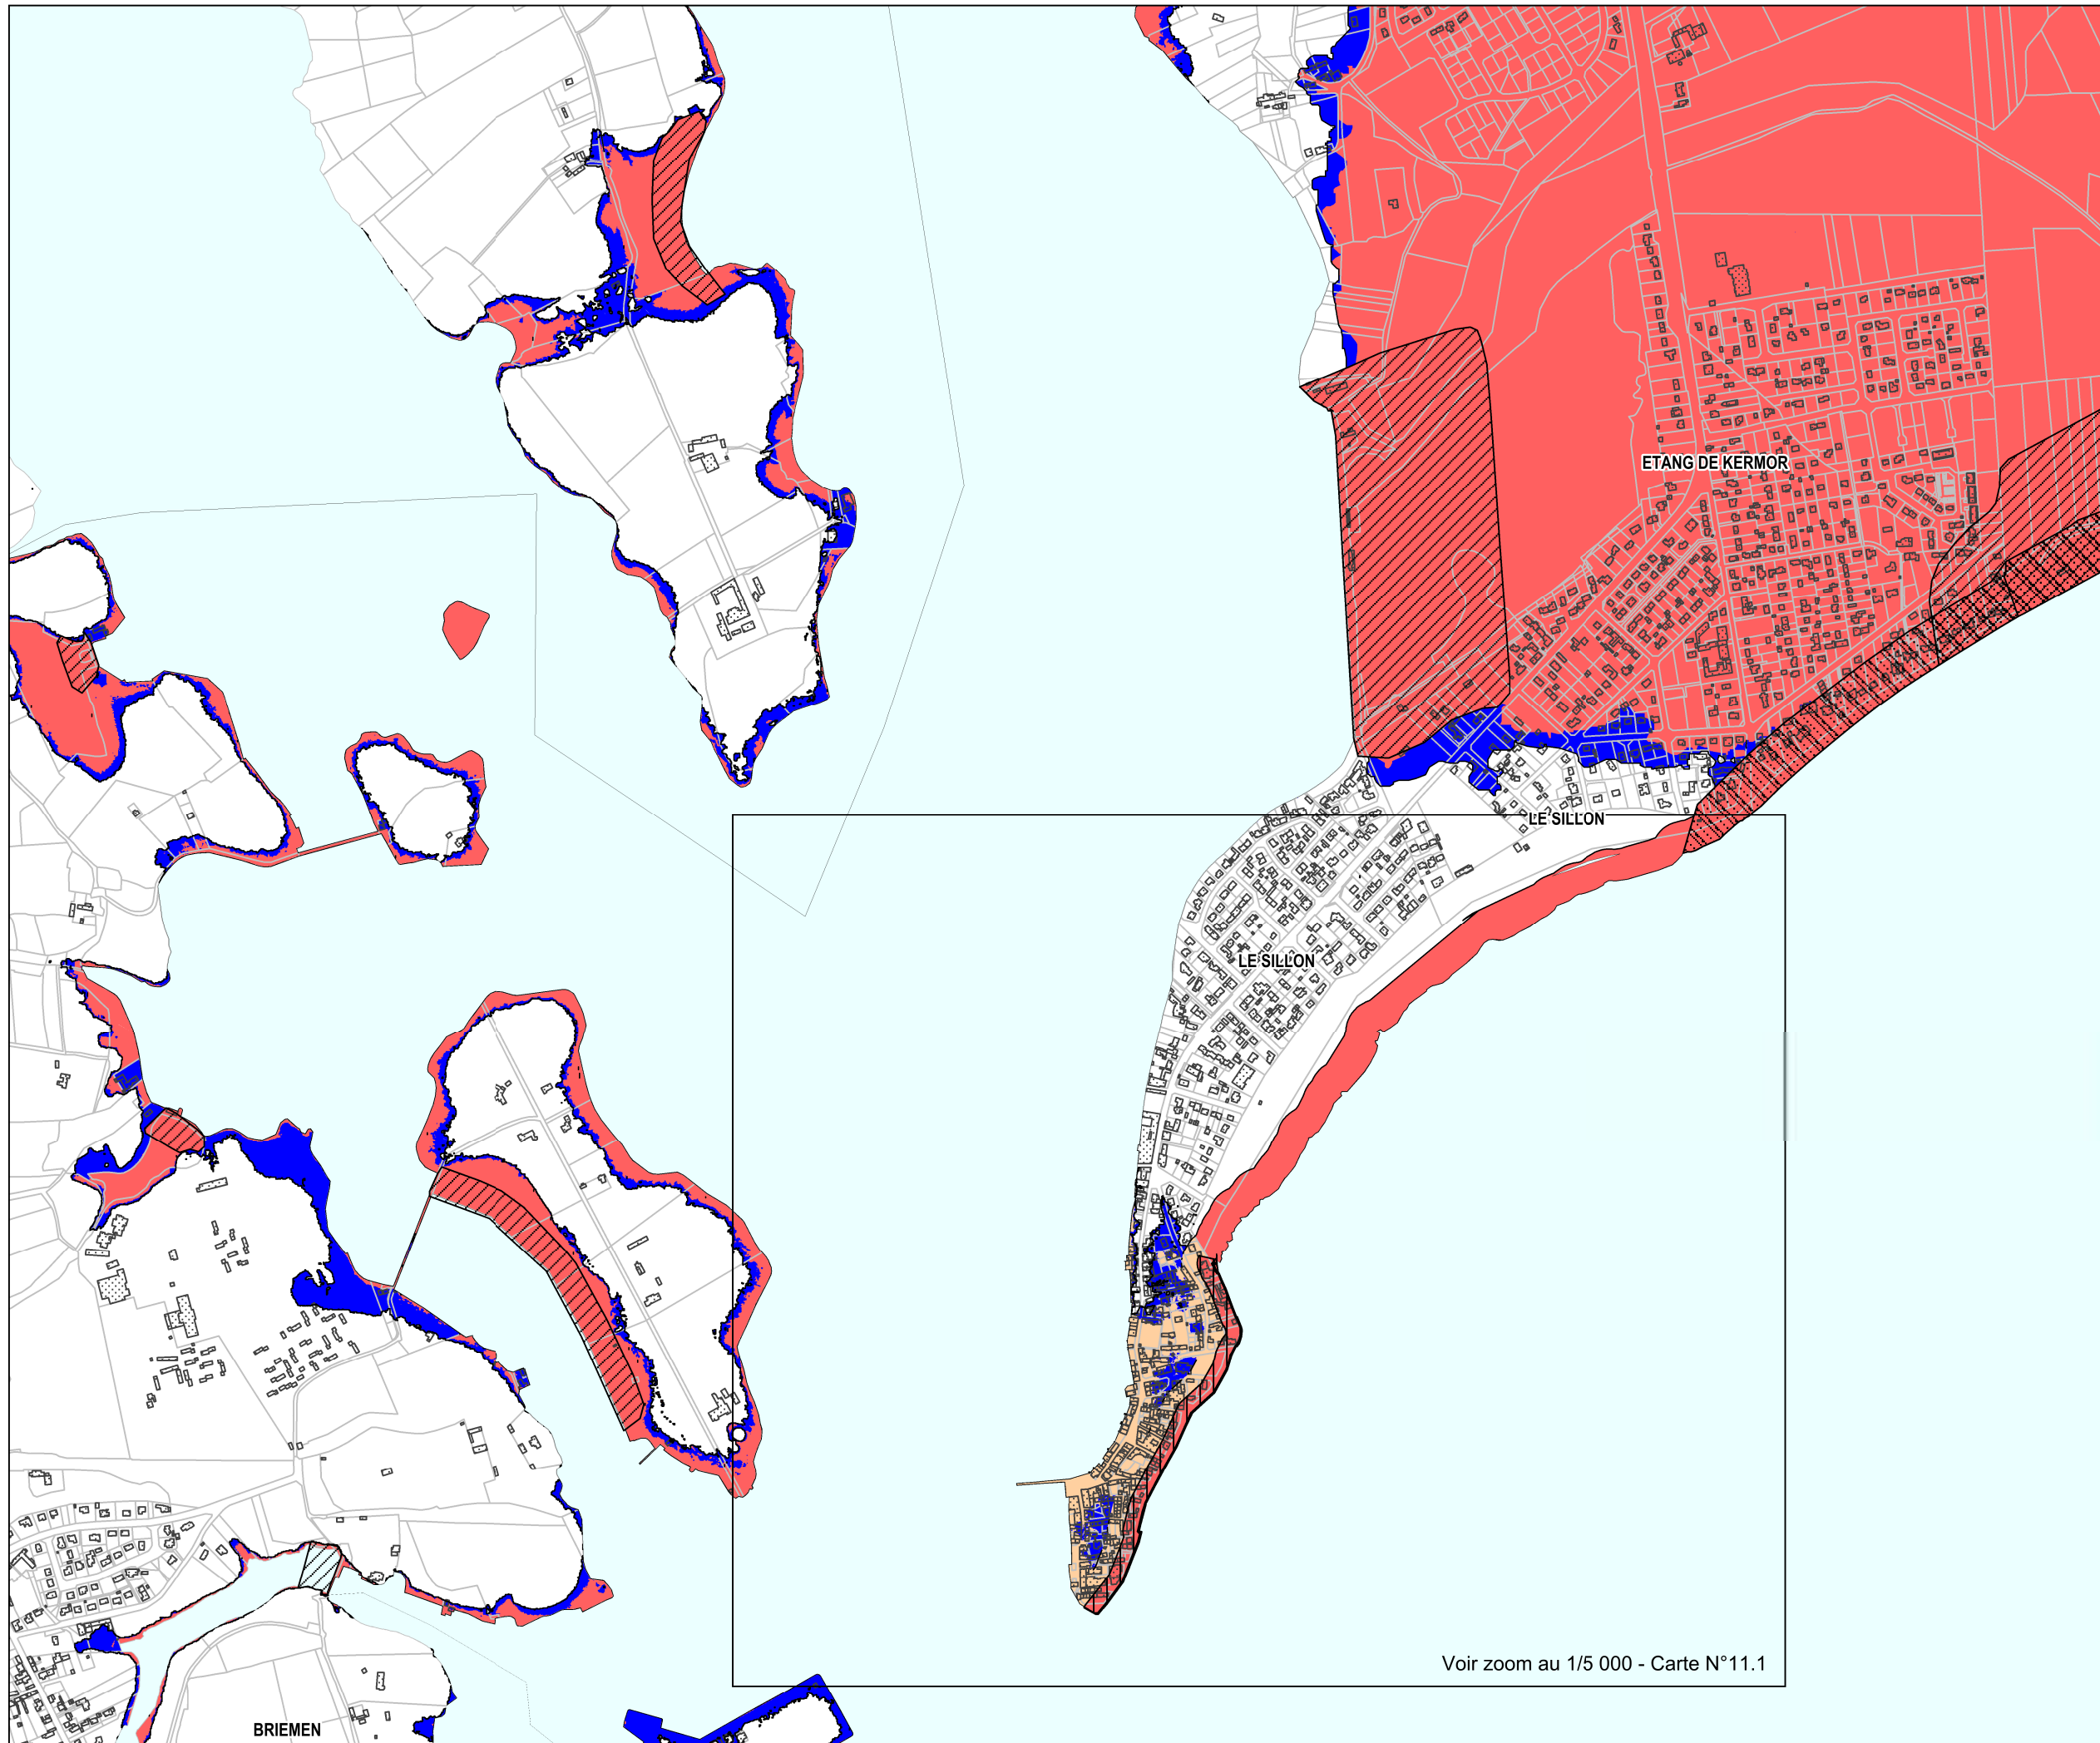 ETANG DE KERMOR
LE SILLON
LE SILLON
Voir zoom au 1/5 000 - Carte N°11.1
BRIEMEN